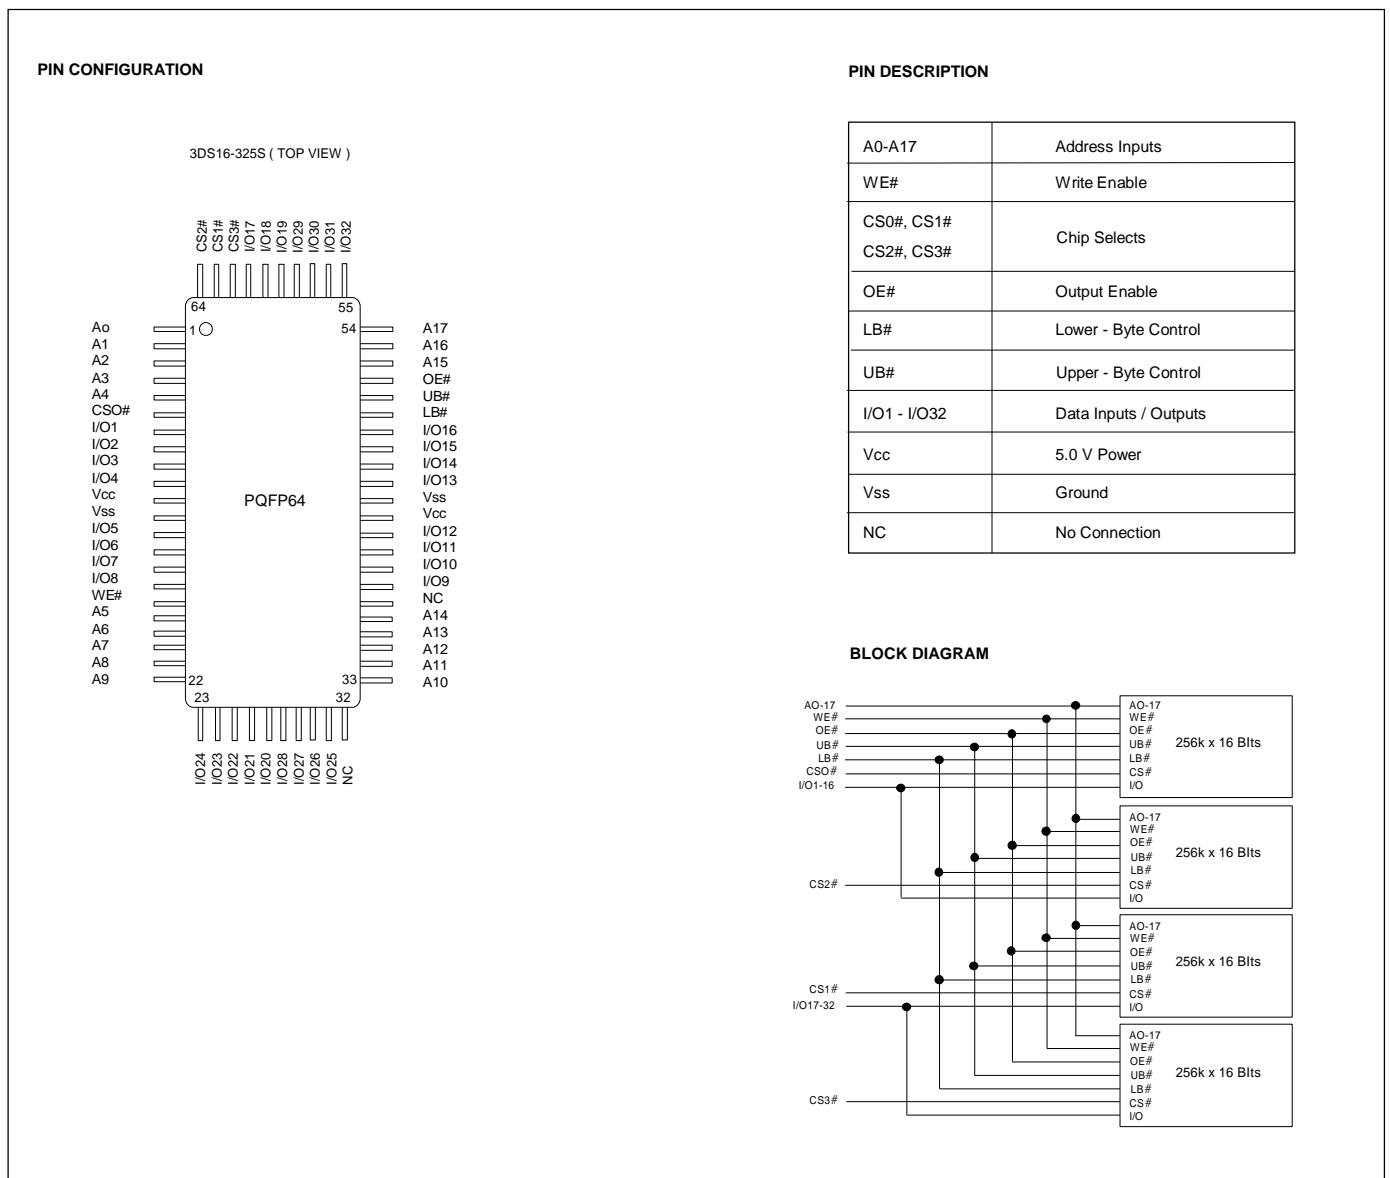 PIN CONFIGURATION
3DS16-325S ( TOP VIEW )
CS2#
CS1#
CS3#
I/O17
I/O18
I/O19
I/O29
I/O30
I/O31
I/O32
64
55
1
54
Ao
A1
A2
A3
A4
CSO#
I/O1
I/O2
I/O3
I/O4
Vcc
Vss
I/O5
I/O6
I/O7
I/O8
WE#
A5
A6
A7
A8
A9
PQFP64
A17
A16
A15
OE#
UB#
LB#
I/O16
I/O15
I/O14
I/O13
Vss
Vcc
I/O12
I/O11
I/O10
I/O9
NC
A14
A13
A12
A11
A10
22
33
23
32
I/O24
I/O23
I/O22
I/O21
I/O20
I/O28
I/O27
I/O26
I/O25
NC
PIN DESCRIPTION
A0-A17 Address Inputs
WE# Write Enable
CS0#, CS1#
CS2#, CS3#
Chip Selects
OE# Output Enable
LB# Lower - Byte Control
UB# Upper - Byte Control
I/O1 - I/O32 Data Inputs / Outputs
Vcc 5.0 V Power
Vss Ground
NC No Connection
BLOCK DIAGRAM
AO-17
WE#
OE#
UB#
LB#
CSO#
I/O1-16
AO-17
WE#
OE#
UB#
LB#
CS#
I/O
256k x 16 BIts
CS2#
AO-17
WE#
OE#
UB#
LB#
CS#
I/O
256k x 16 BIts
CS1#
I/O17-32
AO-17
WE#
OE#
UB#
LB#
CS#
I/O
256k x 16 BIts
CS3#
AO-17
WE#
OE#
UB#
LB#
CS#
I/O
256k x 16 BIts